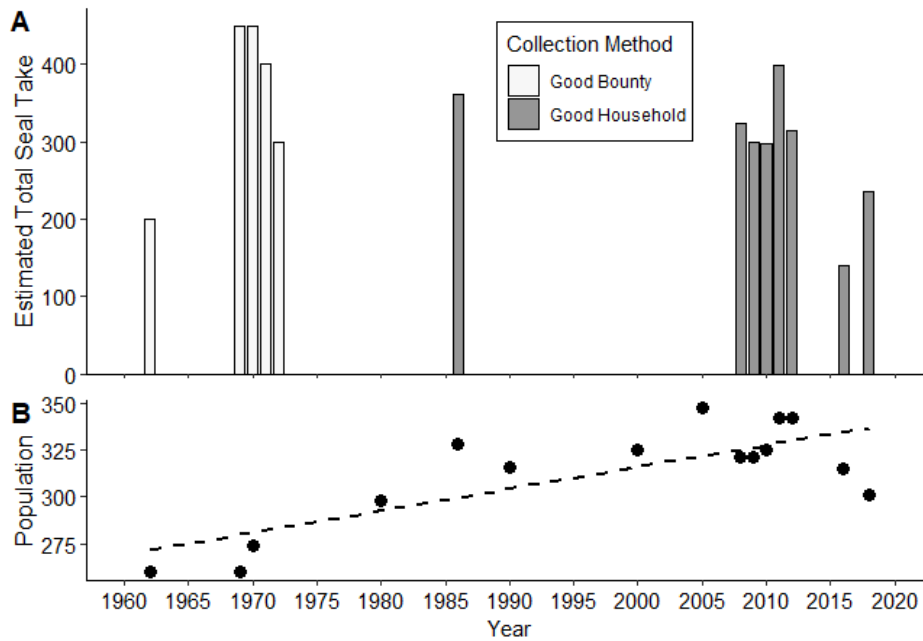 A
Estimated Total Seal Take
400
300
200
100
0
Collection Method
Good Bounty
Good Household
B
Population
350
325
300
275
1960 1965 1970 1975 1980 1985 1990 1995 2000 2005 2010 2015 2020
Year